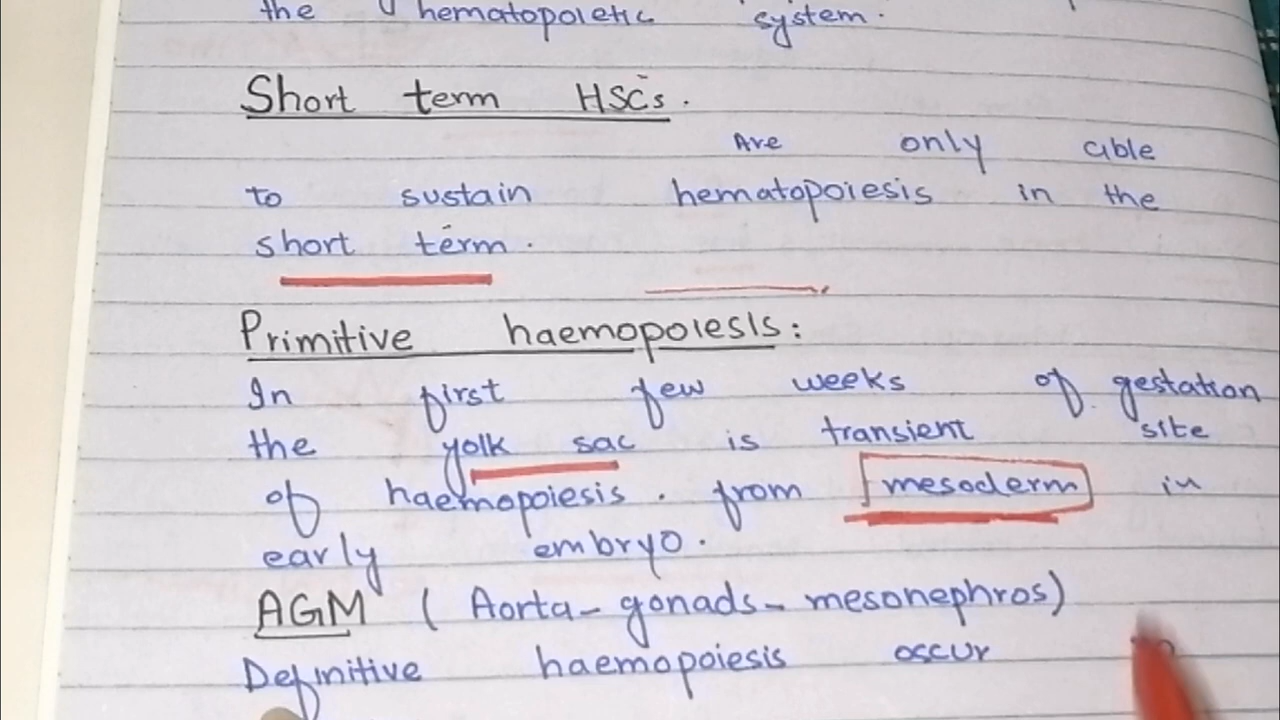 the hematopoietic system.
Short term HSCs.
Are only able
to sustain hematopoiesis in the
short term.
Primitive haemopoiesis:
In first few weeks of gestation
the yolk sac is transient site
of haemopoiesis. from mesoderm in
early embryo.
AGM (Aorta-gonads-mesonephros)
Definitive haemopoiesis occur